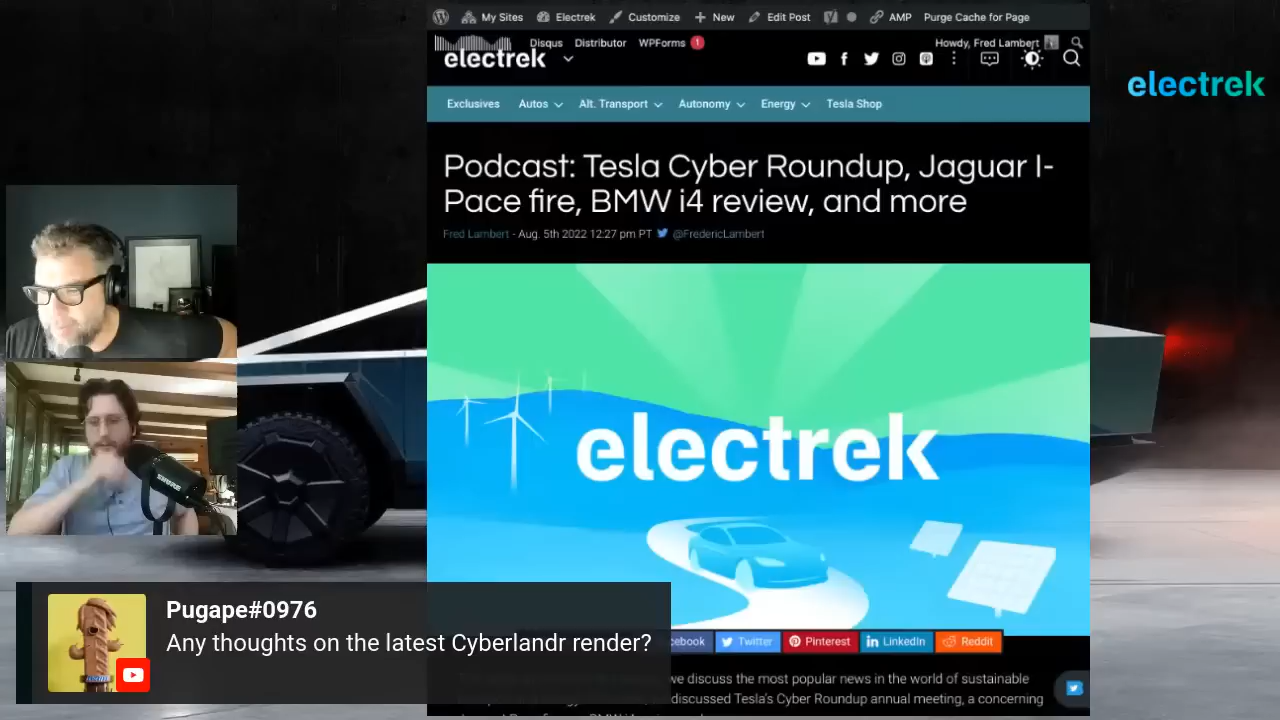 My Sites Electrek Customize New Edit Post AMP Purge Cache for Page
Disqus Distributor WPForms 1 Howdy, Fred Lambert
electrek
electrek
Exclusives Autos Alt. Transport Autonomy Energy Tesla Shop
Podcast: Tesla Cyber Roundup, Jaguar I-
Pace fire, BMW i4 review, and more
Fred Lambert - Aug. 5th 2022 12:27 pm PT @FredericLambert
electrek
SHURE
Pugape#0976
Any thoughts on the latest Cyberlandr render?
cebook Twitter Pinterest LinkedIn Reddit
we discuss the most popular news in the world of sustainable
discussed Tesla's Cyber Roundup annual meeting, a concerning